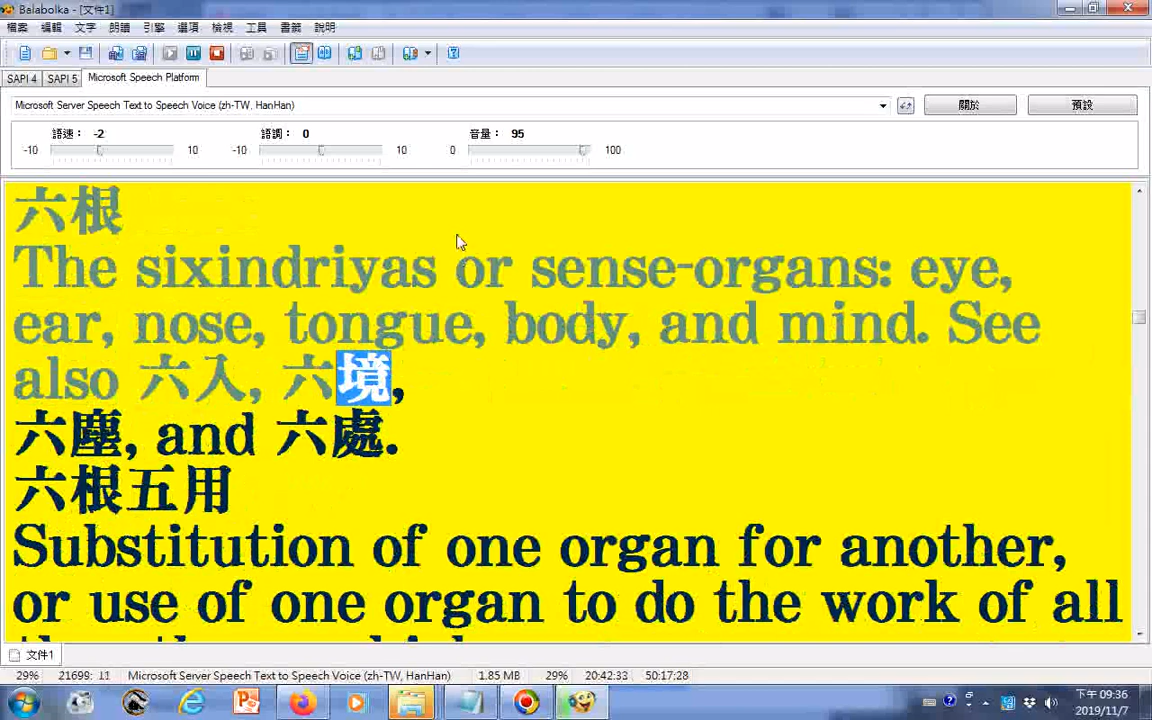 Balabolka - [文件1]
檔案 編輯 文字 朗讀 引擎 選項 檢視 工具 書籤 說明
SAPI 4 SAPI 5 Microsoft Speech Platform
Microsoft Server Speech Text to Speech Voice (zh-TW, HanHan) 關於 預設
語速： -2 語調： 0 音量： 95
-10 10 -10 10 0 100
六根
The sixindriyas or sense-organs: eye,
ear, nose, tongue, body, and mind. See
also 六入, 六境,
六塵, and 六處.
六根五用
Substitution of one organ for another,
or use of one organ to do the work of all
文件1
29% 21699: 11 Microsoft Server Speech Text to Speech Voice (zh-TW, HanHan) 1.85 MB 29% 20:42:33 50:17:28
下午 09:36
2019/11/7